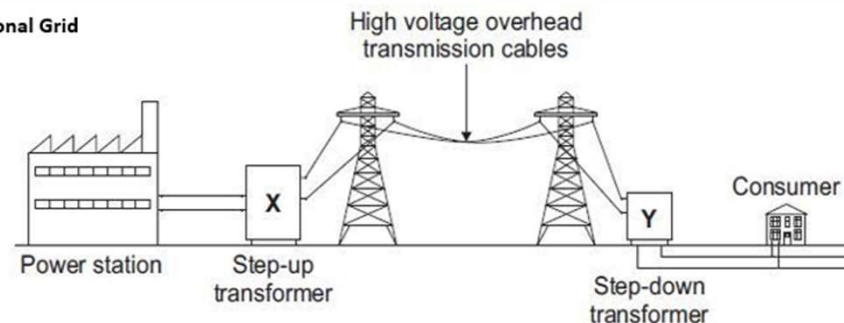 onal Grid
High voltage overhead
transmission cables
X
Y
Consumer
Power station
Step-up
transformer
Step-down
transformer